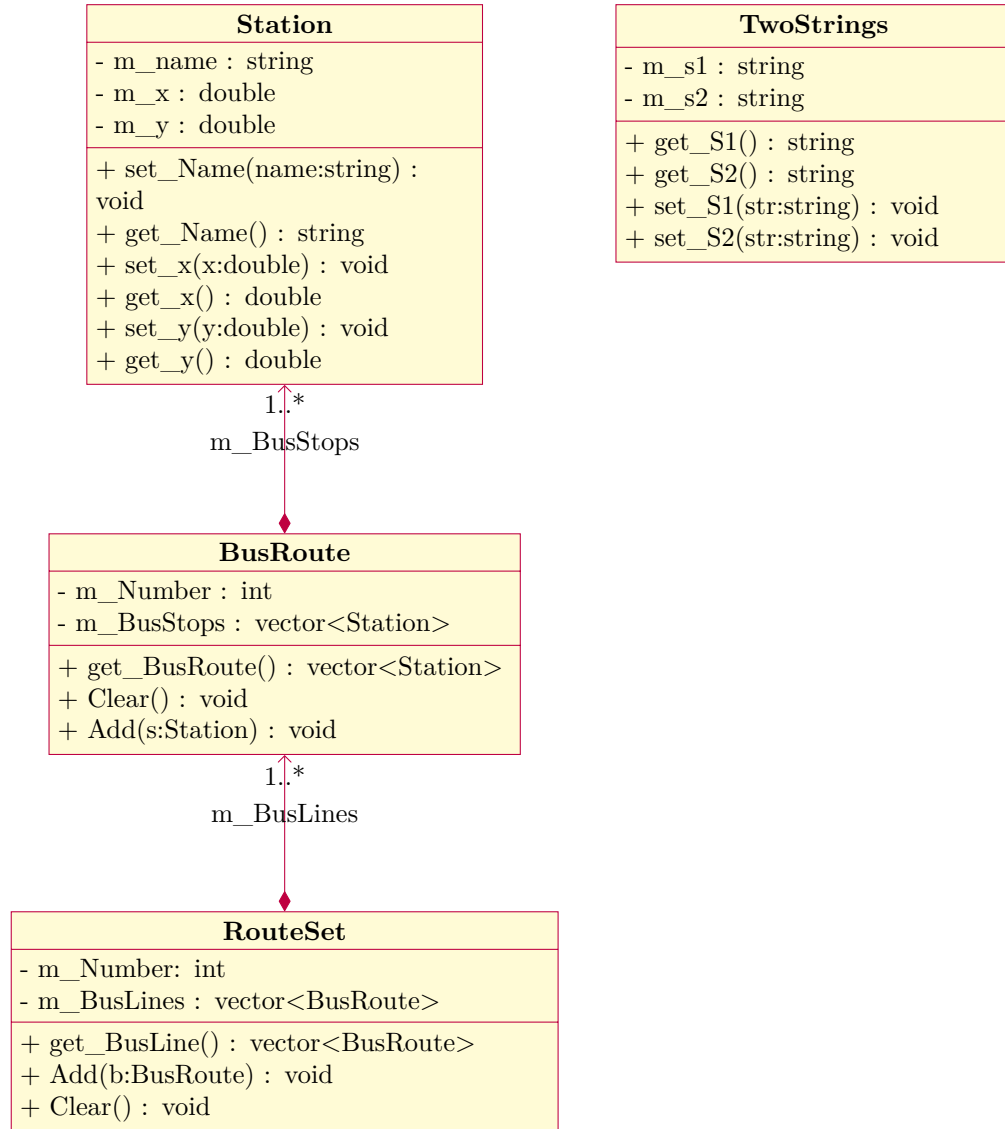 Station
- m_name : string
- m_x : double
- m_y : double
+ set_Name(name:string) :
void
+ get_Name() : string
+ set_x(x:double) : void
+ get_x() : double
+ set_y(y:double) : void
+ get_y() : double
TwoStrings
- m_s1 : string
- m_s2 : string
+ get_S1() : string
+ get_S2() : string
+ set_S1(str:string) : void
+ set_S2(str:string) : void
1..*
m_BusStops
BusRoute
- m_Number : int
- m_BusStops : vector<Station>
+ get_BusRoute() : vector<Station>
+ Clear() : void
+ Add(s:Station) : void
1..*
m_BusLines
RouteSet
- m_Number: int
- m_BusLines : vector<BusRoute>
+ get_BusLine() : vector<BusRoute>
+ Add(b:BusRoute) : void
+ Clear() : void